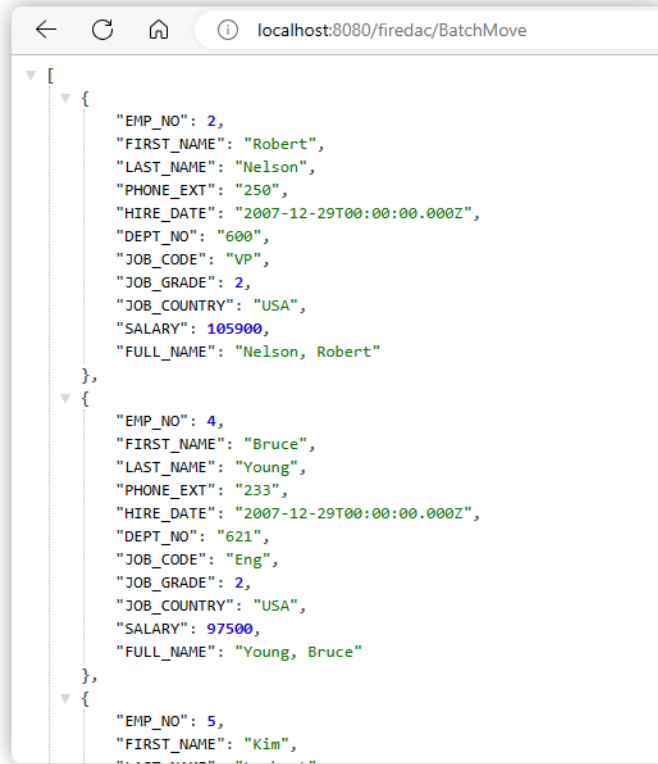 localhost:8080/firedac/BatchMove
[
{
"EMP_NO": 2,
"FIRST_NAME": "Robert",
"LAST_NAME": "Nelson",
"PHONE_EXT": "250",
"HIRE_DATE": "2007-12-29T00:00:00.000Z",
"DEPT_NO": "600",
"JOB_CODE": "VP",
"JOB_GRADE": 2,
"JOB_COUNTRY": "USA",
"SALARY": 105900,
"FULL_NAME": "Nelson, Robert"
},
{
"EMP_NO": 4,
"FIRST_NAME": "Bruce",
"LAST_NAME": "Young",
"PHONE_EXT": "233",
"HIRE_DATE": "2007-12-29T00:00:00.000Z",
"DEPT_NO": "621",
"JOB_CODE": "Eng",
"JOB_GRADE": 2,
"JOB_COUNTRY": "USA",
"SALARY": 97500,
"FULL_NAME": "Young, Bruce"
},
{
"EMP_NO": 5,
"FIRST_NAME": "Kim",